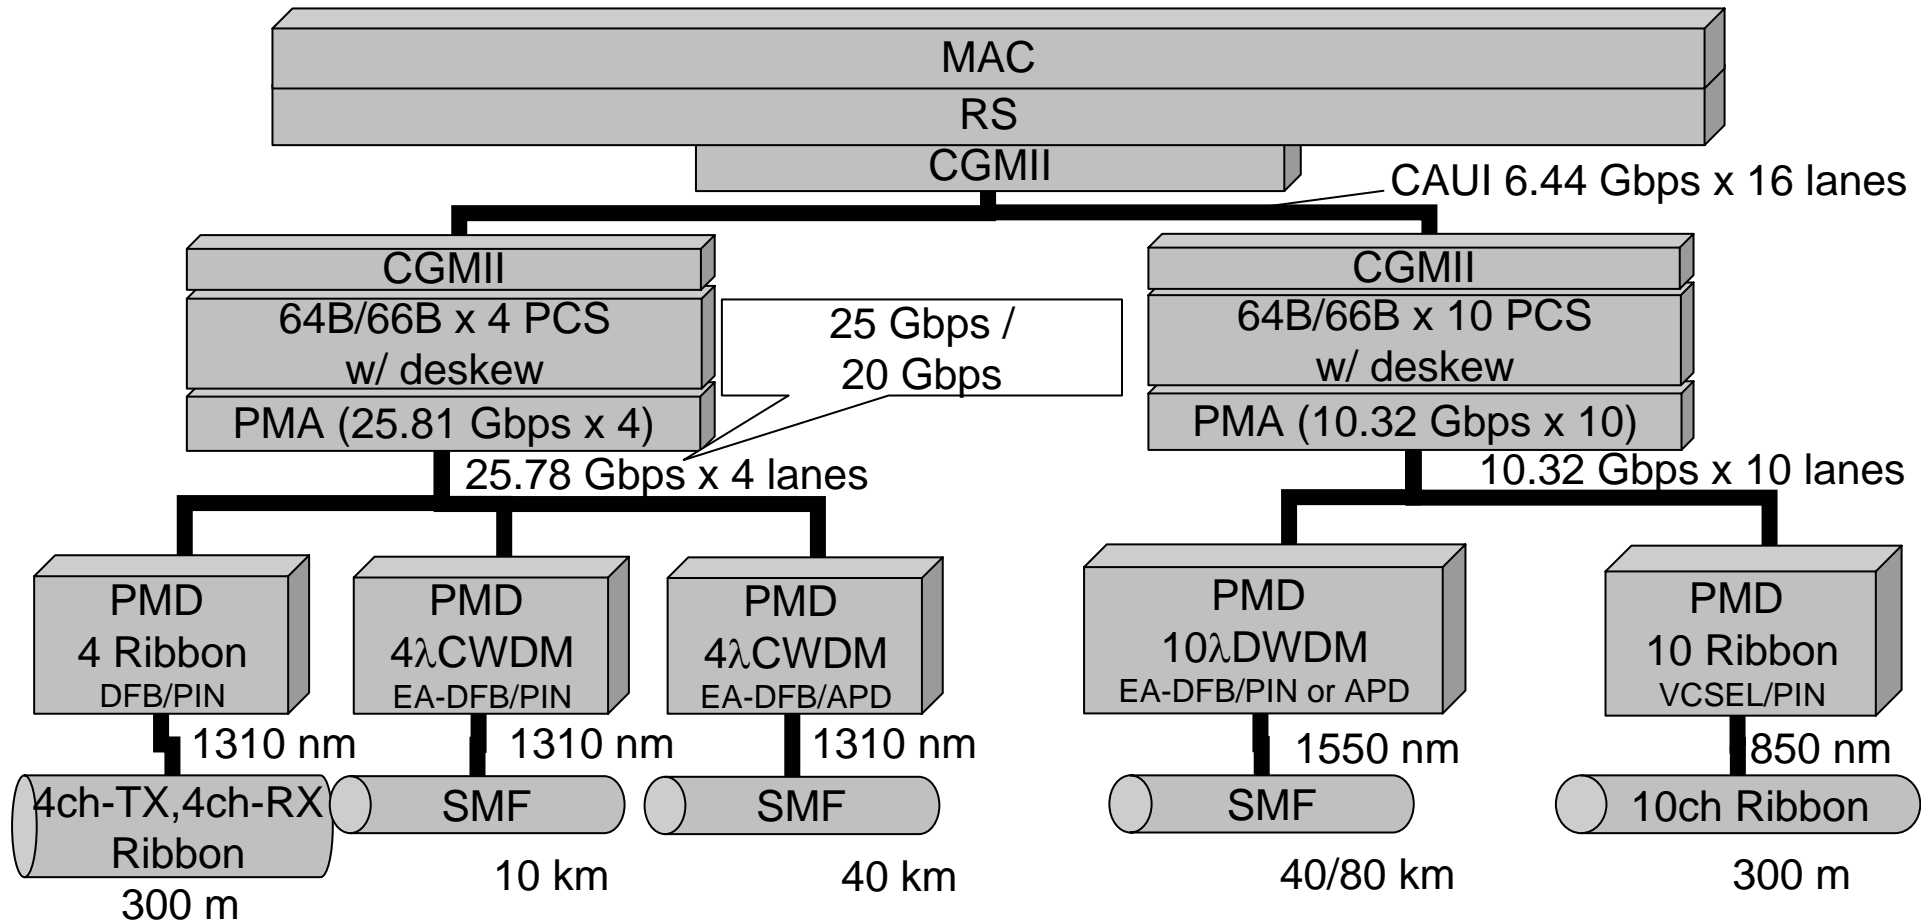 MAC
RS
CGMII
CAUI 6.44 Gbps x 16 lanes
CGMII
64B/66B x 4 PCS
w/ deskew
PMA (25.81 Gbps x 4)
25 Gbps /
20 Gbps
CGMII
64B/66B x 10 PCS
w/ deskew
PMA (10.32 Gbps x 10)
25.78 Gbps x 4 lanes
10.32 Gbps x 10 lanes
PMD
4 Ribbon
DFB/PIN
PMD
4λCWDM
EA-DFB/PIN
PMD
4λCWDM
EA-DFB/APD
PMD
10λDWDM
EA-DFB/PIN or APD
PMD
10 Ribbon
VCSEL/PIN
1310 nm
1310 nm
1310 nm
1550 nm
850 nm
4ch-TX,4ch-RX
Ribbon
SMF
SMF
SMF
10ch Ribbon
300 m
10 km
40 km
40/80 km
300 m